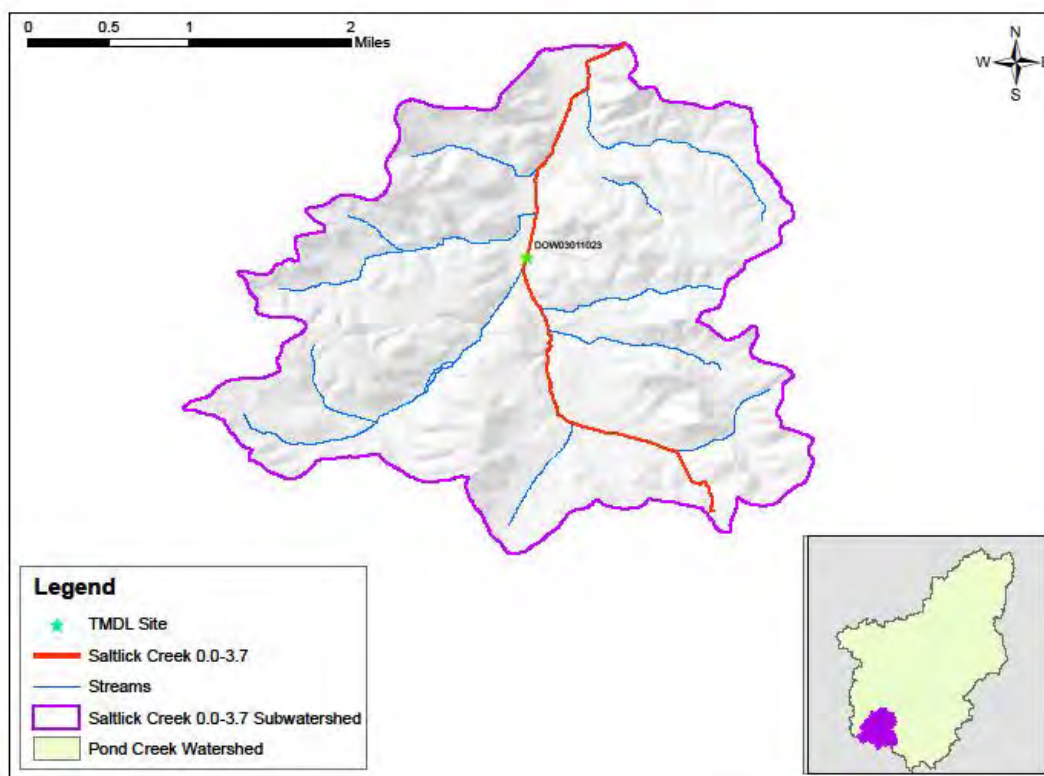 0 0.5 1 2
Miles
N
W E
S
DOW03011023
Legend
TMDL Site
Saltlick Creek 0.0-3.7
Streams
Saltlick Creek 0.0-3.7 Subwatershed
Pond Creek Watershed